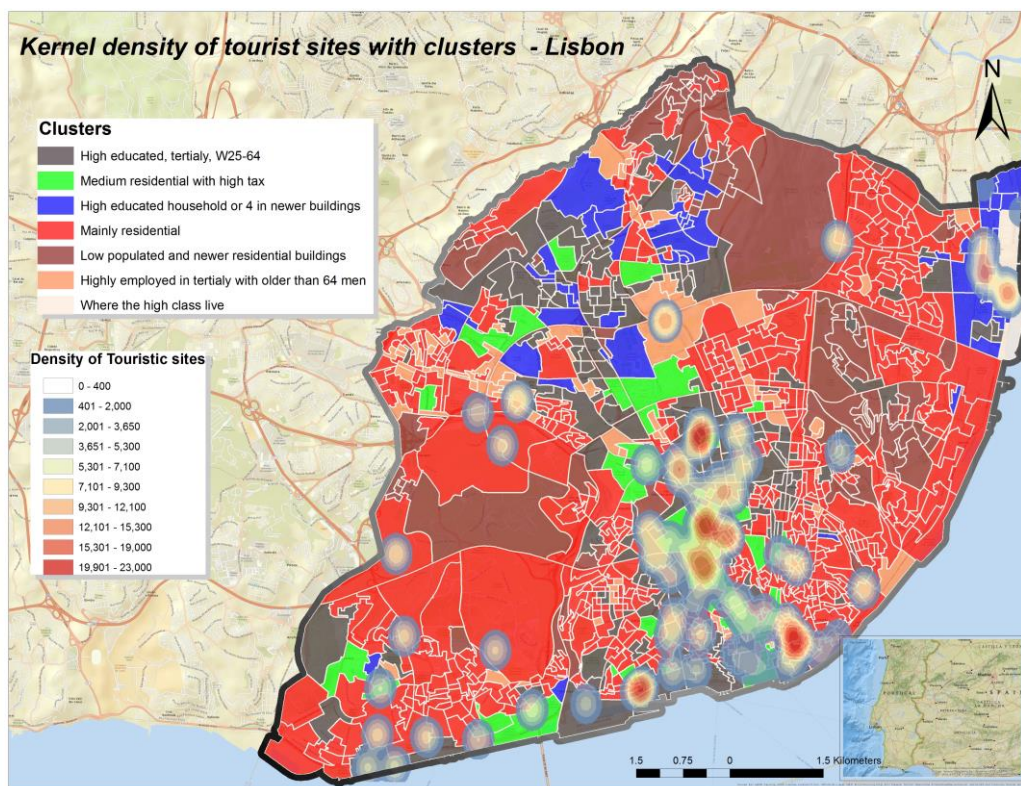 Kernel density of tourist sites with clusters - Lisbon
N
Clusters
High educated, tertialy, W25-64
Medium residential with high tax
High educated household or 4 in newer buildings
Mainly residential
Low populated and newer residential buildings
Highly employed in tertialy with older than 64 men
Where the high class live
Density of Touristic sites
0 - 400
401 - 2,000
2,001 - 3,650
3,651 - 5,300
5,301 - 7,100
7,101 - 9,300
9,301 - 12,100
12,101 - 15,300
15,301 - 19,000
19,901 - 23,000
1.5 0.75 0 1.5 Kilometers
PORTUGAL
SPAIN